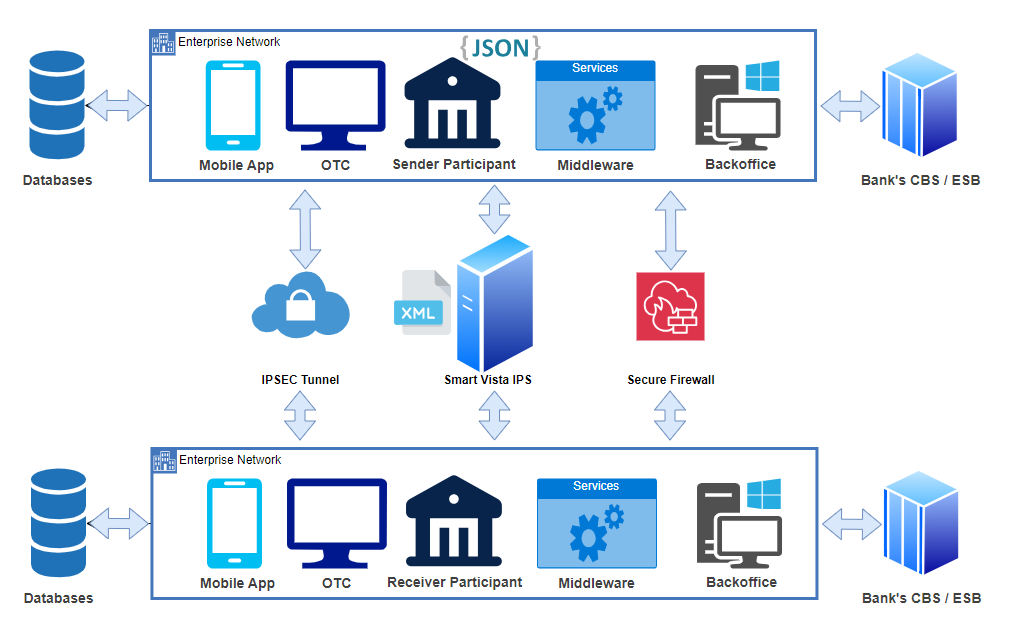 Enterprise Network
{JSON}
Services
Mobile App
OTC
Sender Participant
Middleware
Backoffice
Databases
Bank's CBS / ESB
XML
IPSEC Tunnel
Smart Vista IPS
Secure Firewall
Enterprise Network
Services
Mobile App
OTC
Receiver Participant
Middleware
Backoffice
Databases
Bank's CBS / ESB